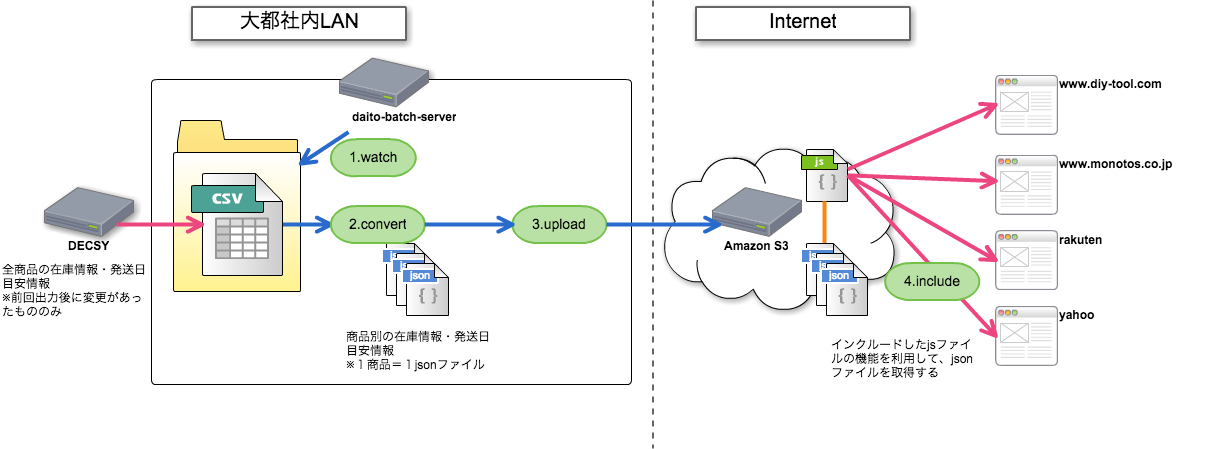 大都社内LAN
Internet
daito-batch-server
1.watch
CSV
DECSY
全商品の在庫情報・発送日
目安情報
※前回出力後に変更があっ
たもののみ
2.convert
3.upload
json
{ }
商品別の在庫情報・発送日
目安情報
※１商品＝１jsonファイル
Amazon S3
js
{ }
json
{ }
4.include
インクルードしたjsファイ
ルの機能を利用して、json
ファイルを取得する
www.diy-tool.com
www.monotos.co.jp
rakuten
yahoo